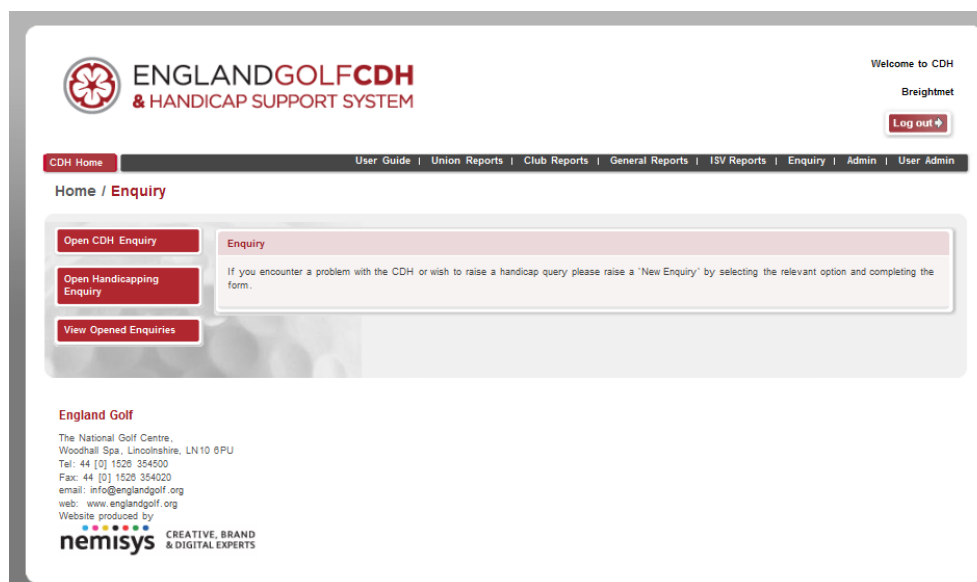 ENGLANDGOLFCDH
& HANDICAP SUPPORT SYSTEM
Welcome to CDH
Breightmet
Log out
CDH Home
User Guide | Union Reports | Club Reports | General Reports | ISV Reports | Enquiry | Admin | User Admin
Home / Enquiry
Open CDH Enquiry
Open Handicapping
Enquiry
View Opened Enquiries
Enquiry
If you encounter a problem with the CDH or wish to raise a handicap query please raise a 'New Enquiry' by selecting the relevant option and completing the
form.
England Golf
The National Golf Centre,
Woodhall Spa, Lincolnshire, LN10 6PU
Tel: 44 [0] 1526 354500
Fax: 44 [0] 1526 354020
email: info@englandgolf.org
web: www.englandgolf.org
Website produced by
nemisys
CREATIVE, BRAND
& DIGITAL EXPERTS